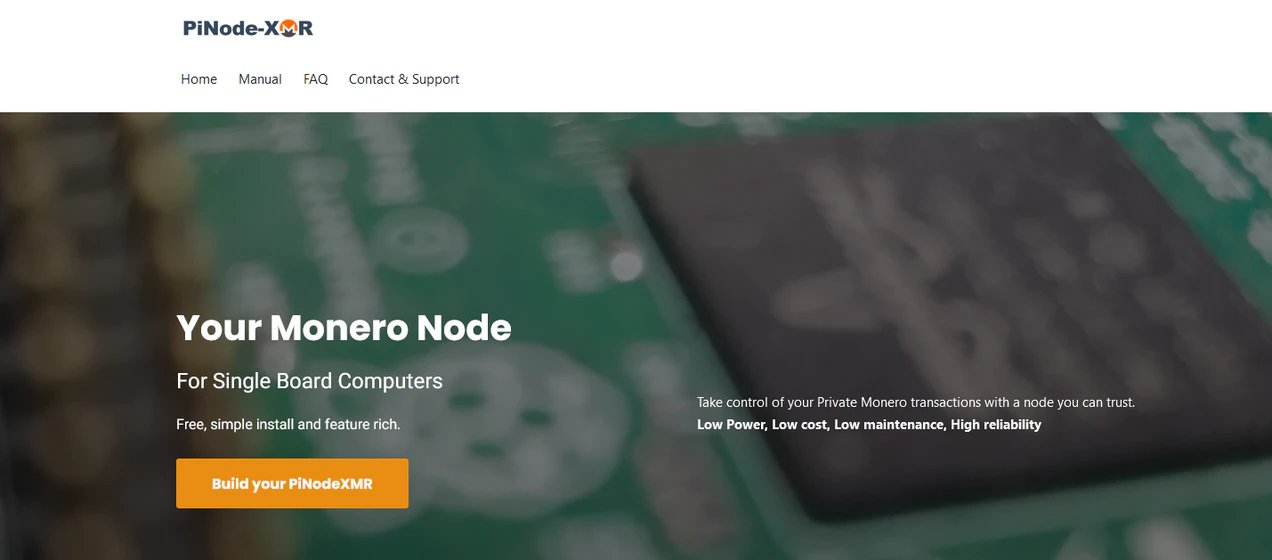 PiNode-XMR
Home Manual FAQ Contact & Support
Your Monero Node
For Single Board Computers
Free, simple install and feature rich.
Build your PiNodeXMR
Take control of your Private Monero transactions with a node you can trust.
Low Power, Low cost, Low maintenance, High reliability